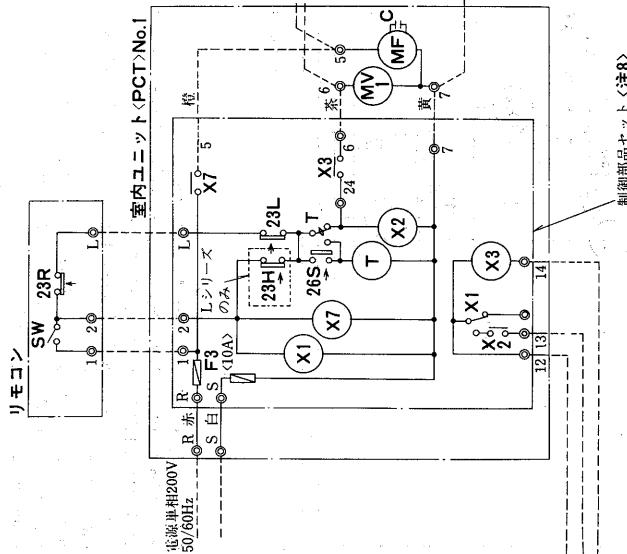 リモコン
SW
23R
1
2
L
室内ユニット〈PCT〉No.1
電源単相200V
50/60Hz
R 赤 R
S 白 S
1
2
L
F3
〈10A〉
X7
5
橙
5
C
MF
MV
1
6
茶
6
黄
7
7
Lシリーズ
のみ
23H
23L
26S
T
X3
24
X1
X7
T
X2
X1
X
2
X3
12
13
14
制御部品セット〈注8〉